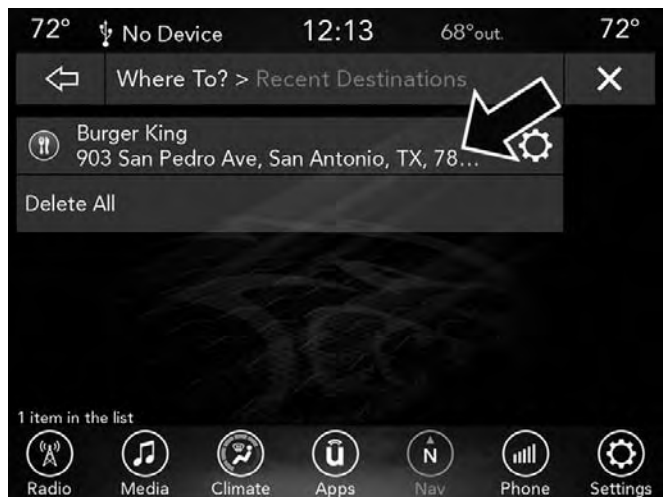 72° No Device 12:13 68°out. 72°
Where To? > Recent Destinations
Burger King
903 San Pedro Ave, San Antonio, TX, 78...
Delete All
1 item in the list
û N
Radio Media Climate Apps Nav Phone Settings